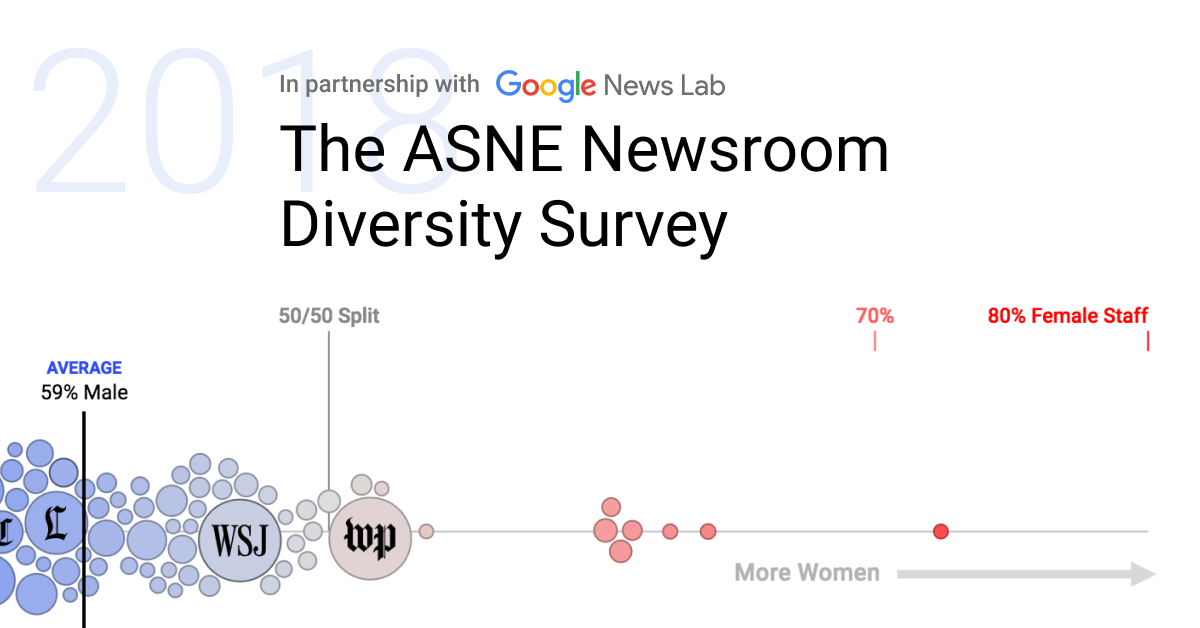 2018
In partnership with Google News Lab
The ASNE Newsroom
Diversity Survey
50/50 Split
70%
80% Female Staff
AVERAGE
59% Male
L
WSJ
wp
More Women